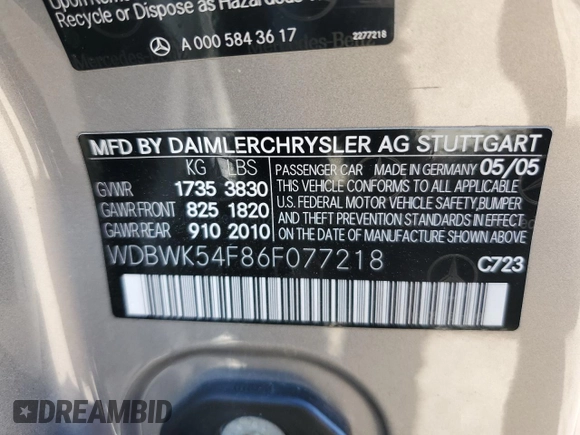 Recycle or Dispose as Hazardous
A 000 584 36 17
2277218
MFD BY DAIMLERCHRYSLER AG STUTTGART
KG LBS
GVWR 1735 3830
GAWR FRONT 825 1820
GAWR REAR 910 2010
PASSENGER CAR MADE IN GERMANY 05/05
THIS VEHICLE CONFORMS TO ALL APPLICABLE
U.S. FEDERAL MOTOR VEHICLE SAFETY, BUMPER
AND THEFT PREVENTION STANDARDS IN EFFECT
ON THE DATE OF MANUFACTURE SHOWN ABOVE.
WDBWK54F86F077218
C723
DREAMBID